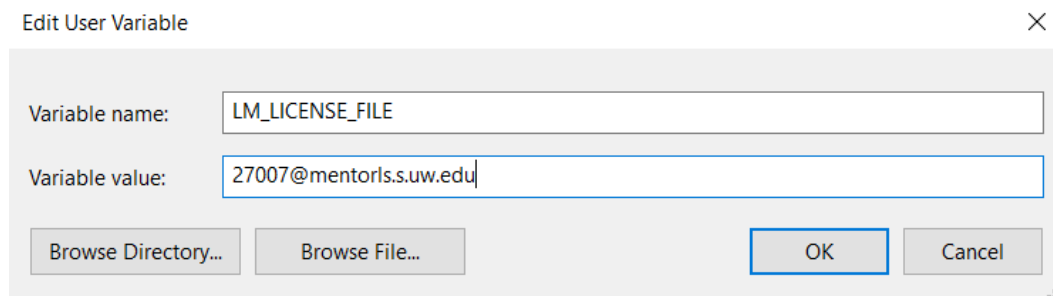 Edit User Variable
Variable name: LM_LICENSE_FILE
Variable value: 27007@mentorls.s.uw.edu
Browse Directory... Browse File... OK Cancel